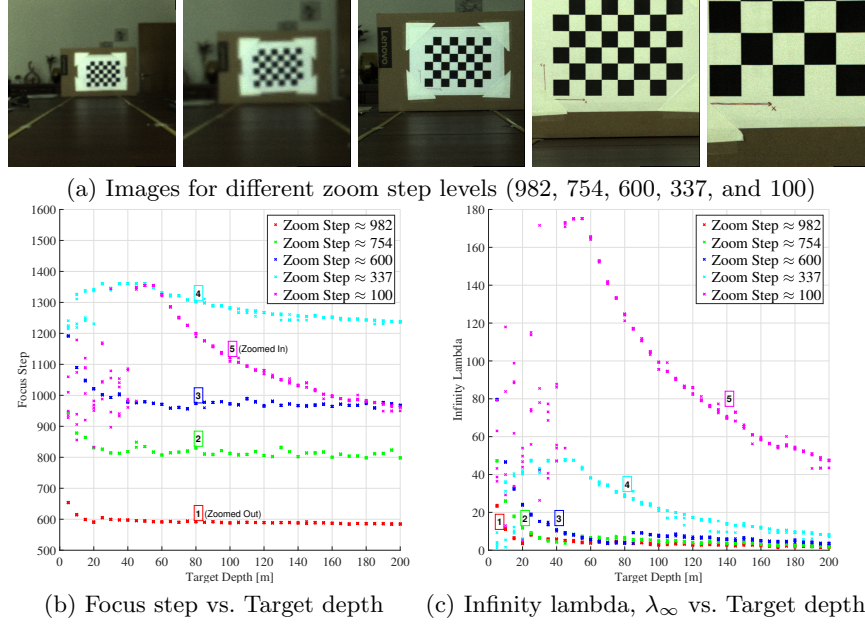 Lenovo
Lenovo
(a) Images for different zoom step levels (982, 754, 600, 337, and 100)
1600
1500
1400
1300
1200
1100
1000
900
800
700
600
500
0
20
40
60
80
100
120
140
160
180
200
Focus Step
Target Depth [m]
Zoom Step ≈ 982
Zoom Step ≈ 754
Zoom Step ≈ 600
Zoom Step ≈ 337
Zoom Step ≈ 100
4
5 (Zoomed In)
3
2
1 (Zoomed Out)
180
160
140
120
100
80
60
40
20
0
0
20
40
60
80
100
120
140
160
180
200
Infinity Lambda
Target Depth [m]
Zoom Step ≈ 982
Zoom Step ≈ 754
Zoom Step ≈ 600
Zoom Step ≈ 337
Zoom Step ≈ 100
5
4
1
2
3
(b) Focus step vs. Target depth
(c) Infinity lambda, λ∞ vs. Target depth